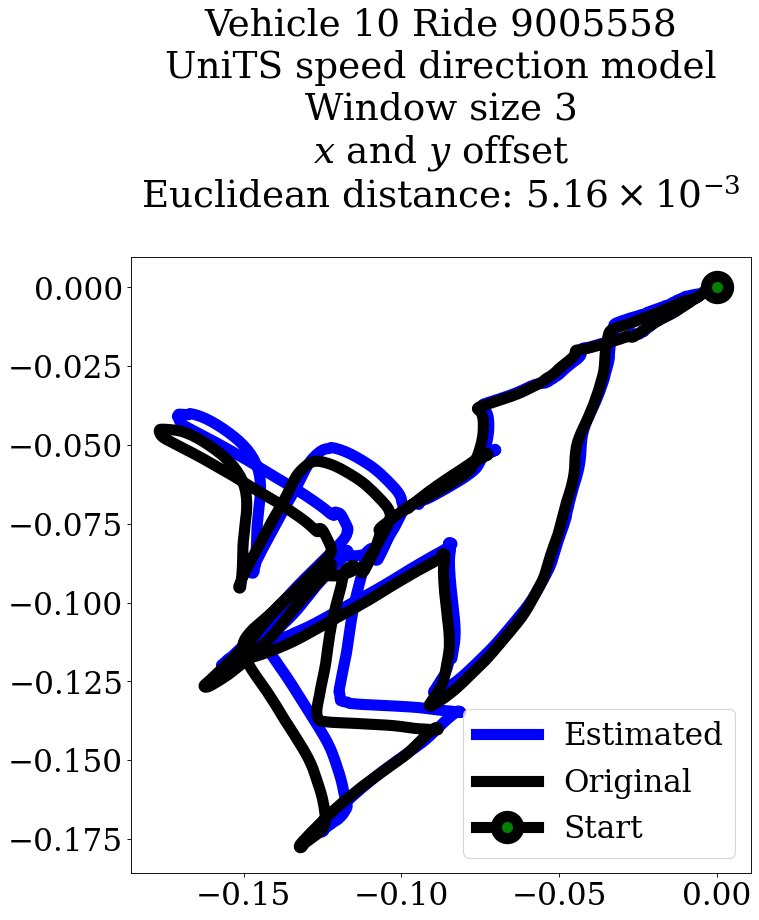 Vehicle 10 Ride 9005558
UniTS speed direction model
Window size 3
x and y offset
Euclidean distance: 5.16 × 10⁻³
0.000
−0.025
−0.050
−0.075
−0.100
−0.125
−0.150
−0.175
Estimated
Original
Start
−0.15 −0.10 −0.05 0.00